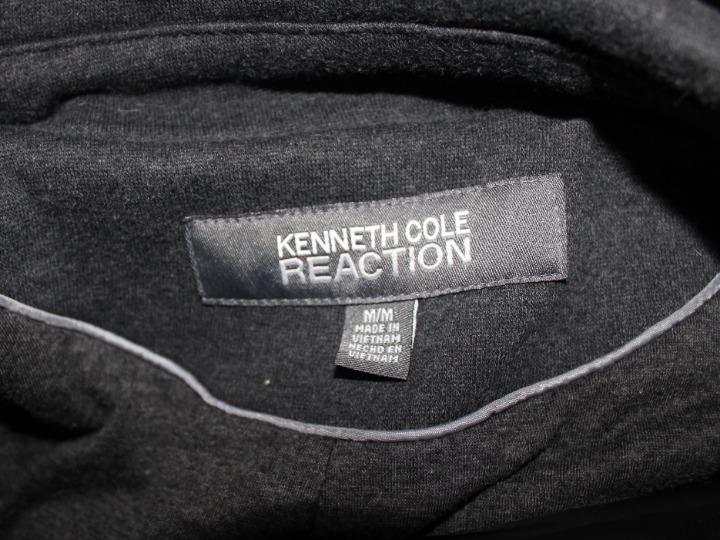 KENNETH COLE
REACTION
M/M
MADE IN
VIETNAM
HECHO EN
VIETNAM